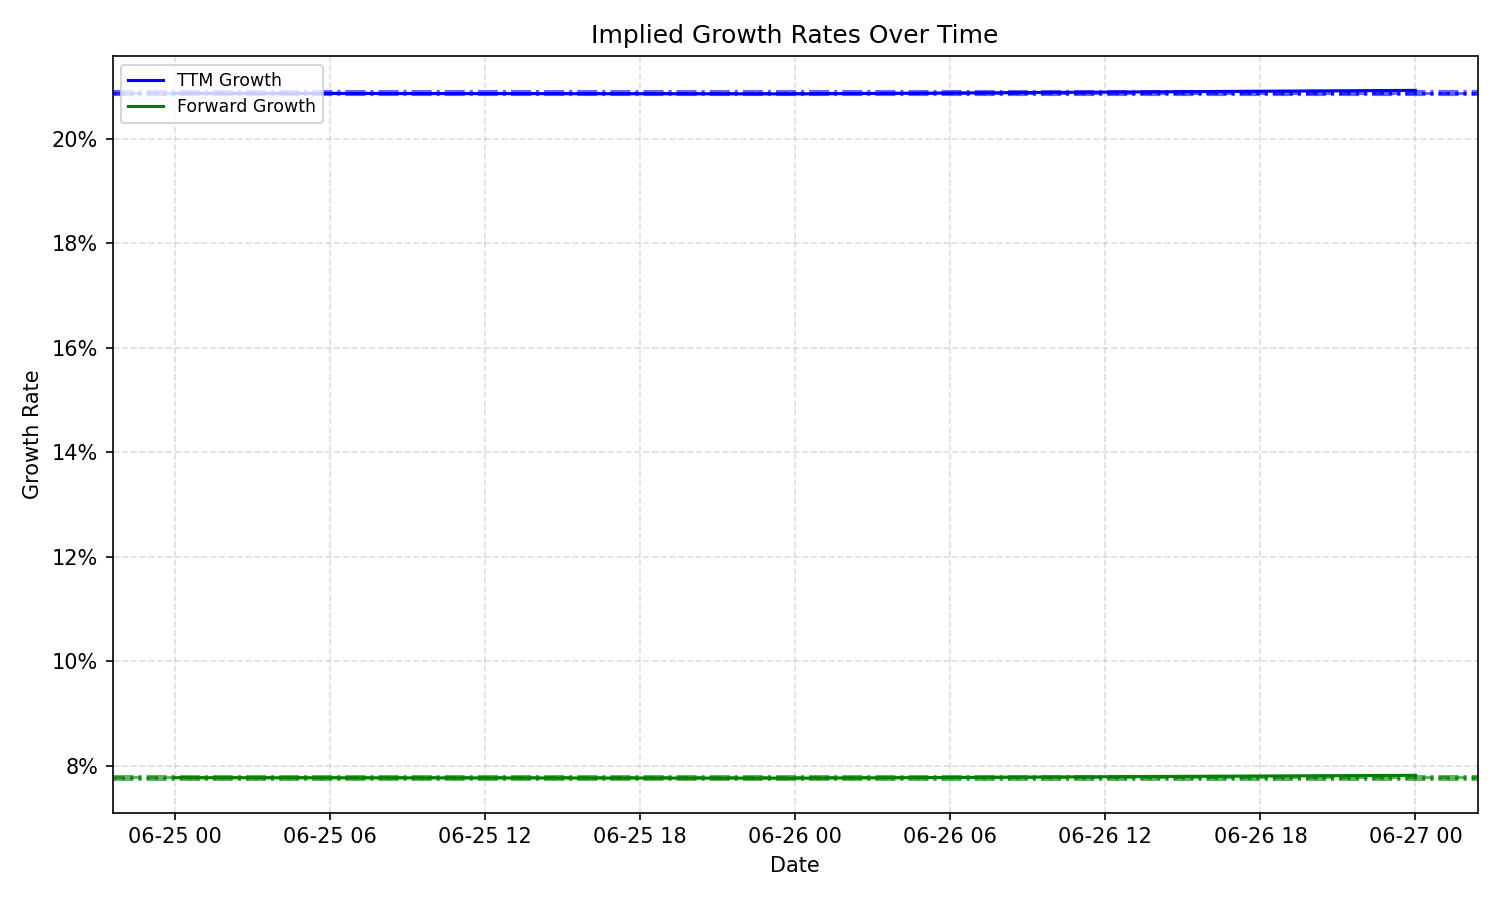 Implied Growth Rates Over Time
TTM Growth
Forward Growth
20%
18%
16%
14%
12%
10%
8%
Growth Rate
06-25 00 06-25 06 06-25 12 06-25 18 06-26 00 06-26 06 06-26 12 06-26 18 06-27 00
Date